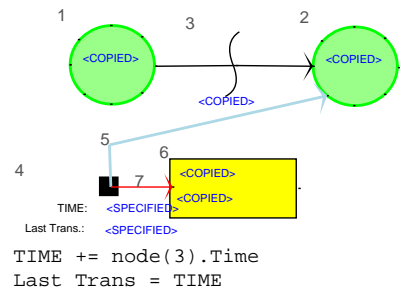 1
3
2
<COPIED>
<COPIED>
<COPIED>
5
6
4
7
<COPIED>
<COPIED>
TIME: <SPECIFIED>
Last Trans.: <SPECIFIED>
TIME += node(3).Time
Last Trans = TIME